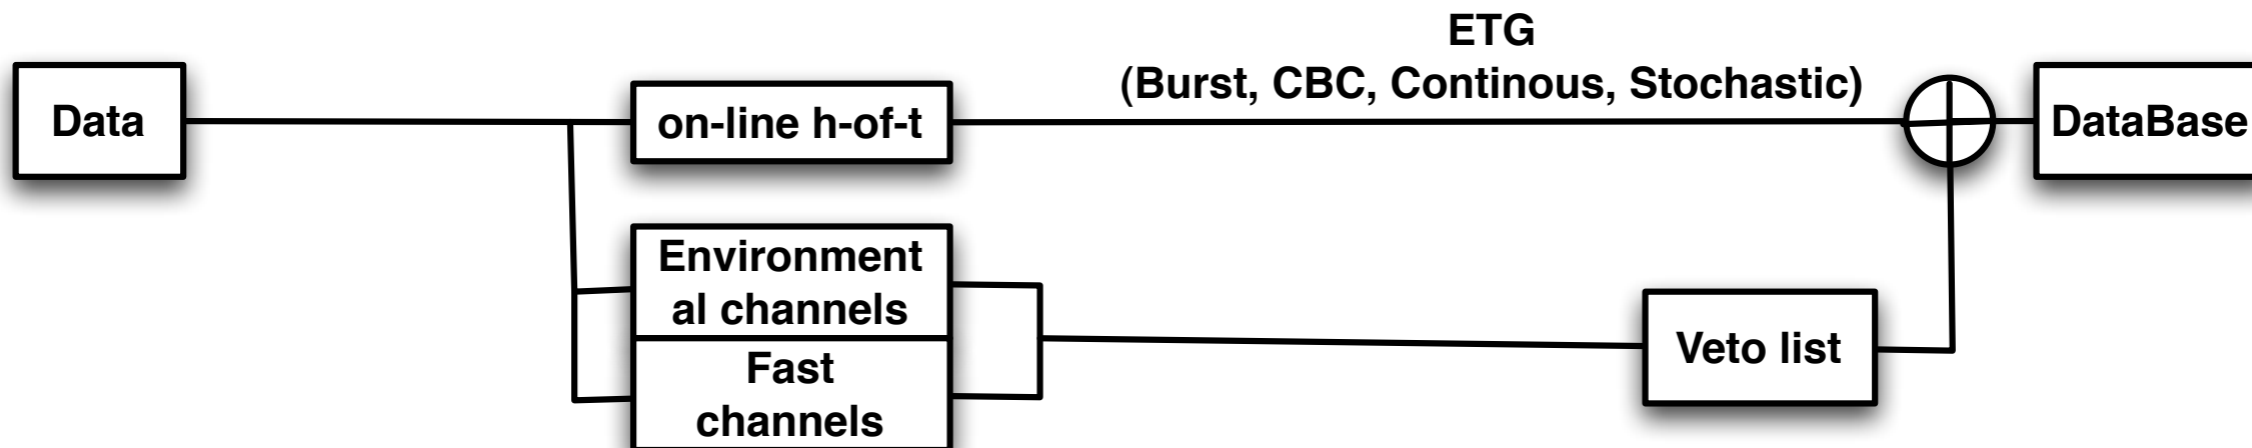 ETG
(Burst, CBC, Continous, Stochastic)
Data
on-line h-of-t
DataBase
Environment
al channels
Fast
channels
Veto list